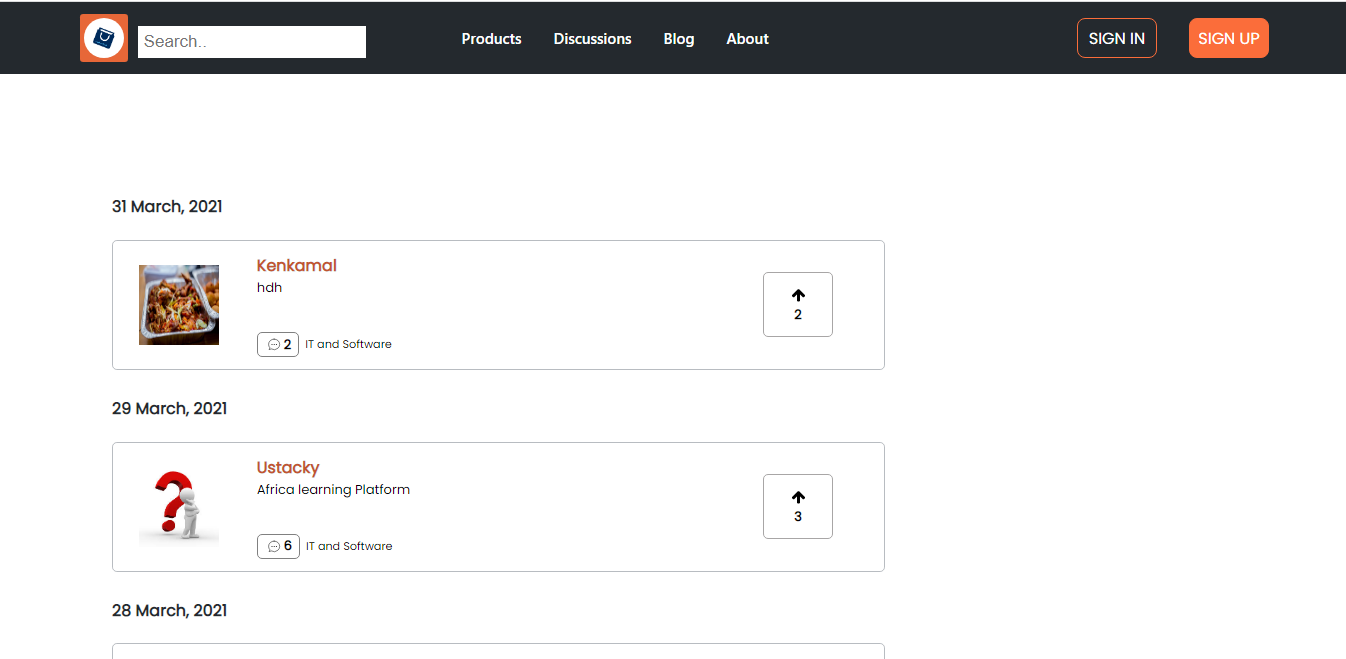 Search..
Products Discussions Blog About
SIGN IN SIGN UP
31 March, 2021
Kenkamal
hdh
2
2 IT and Software
29 March, 2021
Ustacky
Africa learning Platform
3
6 IT and Software
28 March, 2021